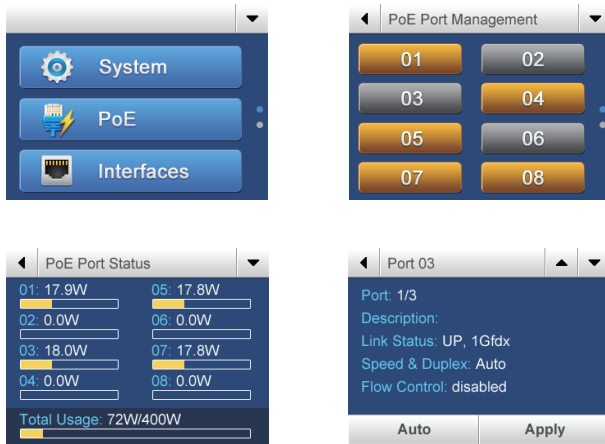 System
PoE
Interfaces
PoE Port Management
01 02
03 04
05 06
07 08
PoE Port Status
01: 17.9W 05: 17.8W
02: 0.0W 06: 0.0W
03: 18.0W 07: 17.8W
04: 0.0W 08: 0.0W
Total Usage: 72W/400W
Port 03
Port: 1/3
Description:
Link Status: UP, 1Gfdx
Speed & Duplex: Auto
Flow Control: disabled
Auto Apply